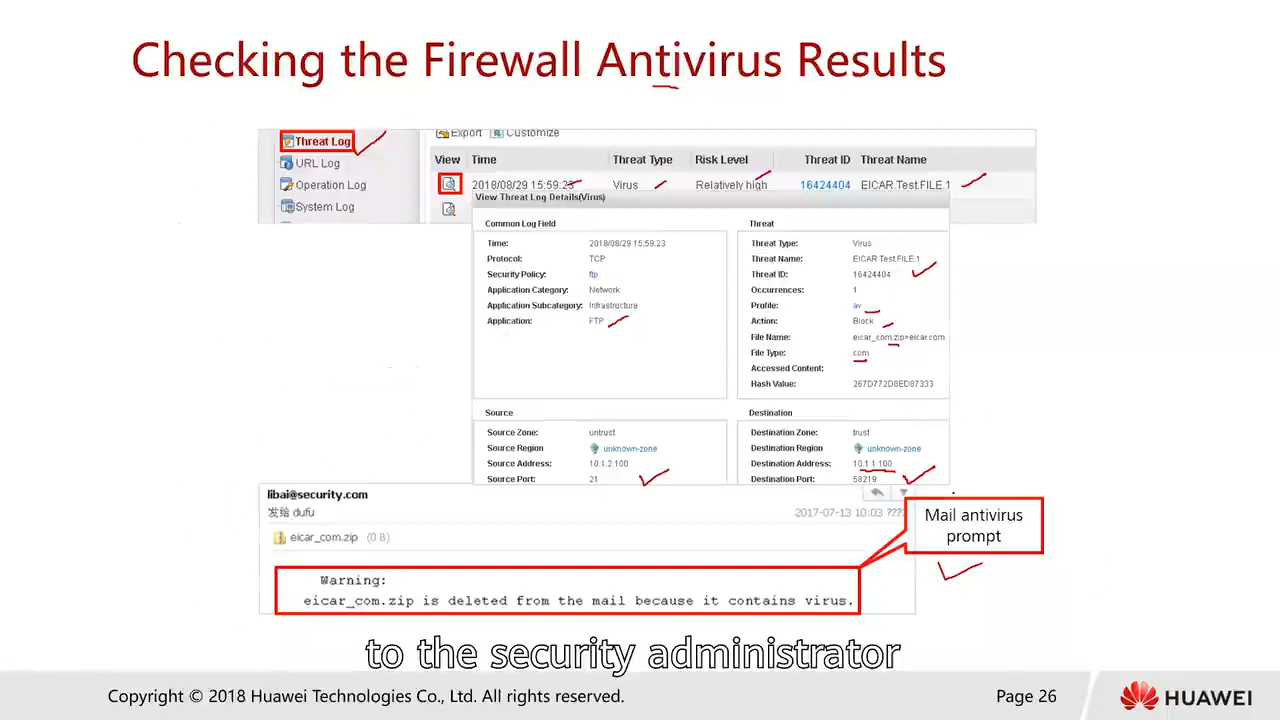 Checking the Firewall Antivirus Results
Threat Log
URL Log
Operation Log
System Log
Export Customize
View Time Threat Type Risk Level Threat ID Threat Name
2018/08/29 15:59:23 Virus Relatively high 16424404 EICAR Test.FILE.1
View Threat Log Details(Virus)
Common Log Field
Time: 2018/08/29 15:59:23
Protocol: TCP
Security Policy: ftp
Application Category: Network
Application Subcategory: Infrastructure
Application: FTP
Threat
Threat Type: Virus
Threat Name: EICAR Test.FILE.1
Threat ID: 16424404
Occurrences: 1
Profile: av
Action: Block
File Name: eicar_com.zip>eicar.com
File Type: com
Accessed Content:
Hash Value: 267D772D8ED87333
Source
Source Zone: untrust
Source Region unknown-zone
Source Address: 10.1.2.100
Source Port: 21
Destination
Destination Zone: trust
Destination Region unknown-zone
Destination Address: 10.1.1.100
Destination Port: 58219
libai@security.com
发给 dufu
2017-07-13 10:03 ????
eicar_com.zip (0 B)
Warning:
eicar_com.zip is deleted from the mail because it contains virus.
Mail antivirus
prompt
to the security administrator
Copyright © 2018 Huawei Technologies Co., Ltd. All rights reserved.
Page 26
HUAWEI